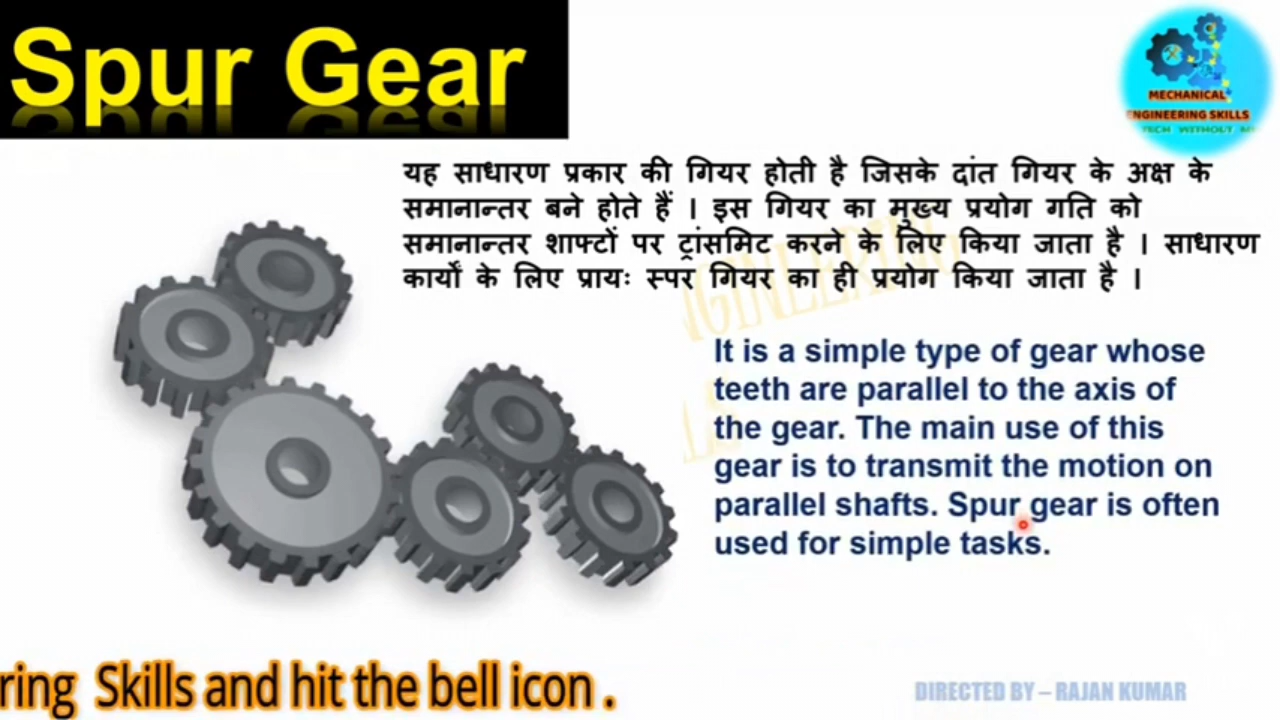 Spur Gear
MECHANICAL
ENGINEERING SKILLS
TECH WITHOUT
यह साधारण प्रकार की गियर होती है जिसके दांत गियर के अक्ष के
समानान्तर बने होते हैं । इस गियर का मुख्य प्रयोग गति को
समानान्तर शाफ्टों पर ट्रांसमिट करने के लिए किया जाता है । साधारण
कार्यों के लिए प्रायः स्पर गियर का ही प्रयोग किया जाता है ।
It is a simple type of gear whose
teeth are parallel to the axis of
the gear. The main use of this
gear is to transmit the motion on
parallel shafts. Spur gear is often
used for simple tasks.
ring Skills and hit the bell icon .
DIRECTED BY – RAJAN KUMAR